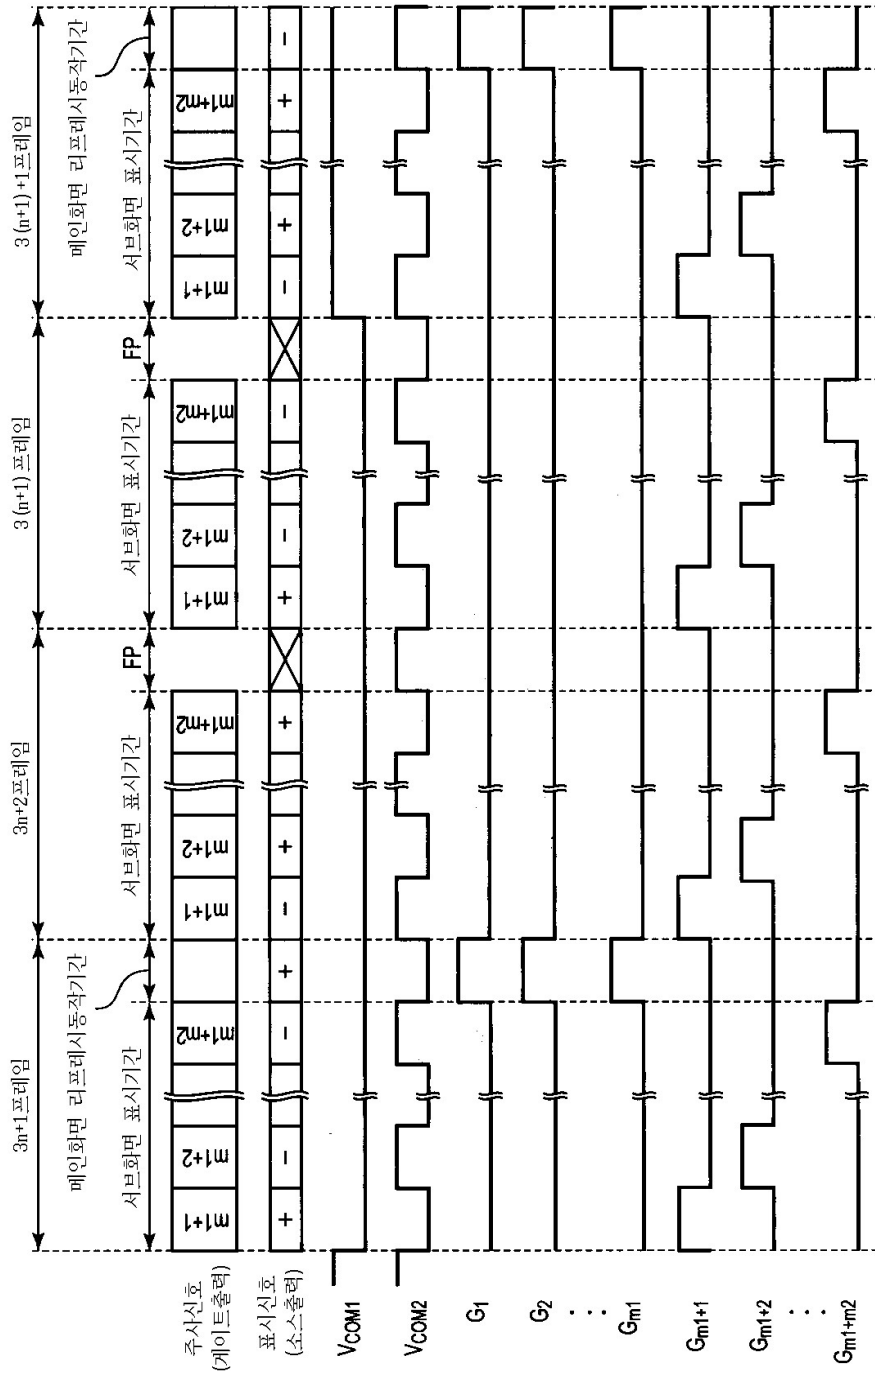 3n+1프레임 3n+2프레임 3(n+1)프레임 3(n+1)+1프레임
메인화면 리프레시동작기간 메인화면 리프레시동작기간
서브화면 표시기간 서브화면 표시기간 FP 서브화면 표시기간 FP 서브화면 표시기간
주사신호
(게이트출력)
m1+1 m1+2 m1+m2 m1+1 m1+2 m1+m2 m1+1 m1+2 m1+m2 m1+1 m1+2 m1+m2
표시신호
(소스출력)
+ − − + − + + + − − − + + −
VCOM1
VCOM2
G1
G2
. . .
Gm1
Gm1+1
Gm1+2
. . .
Gm1+m2